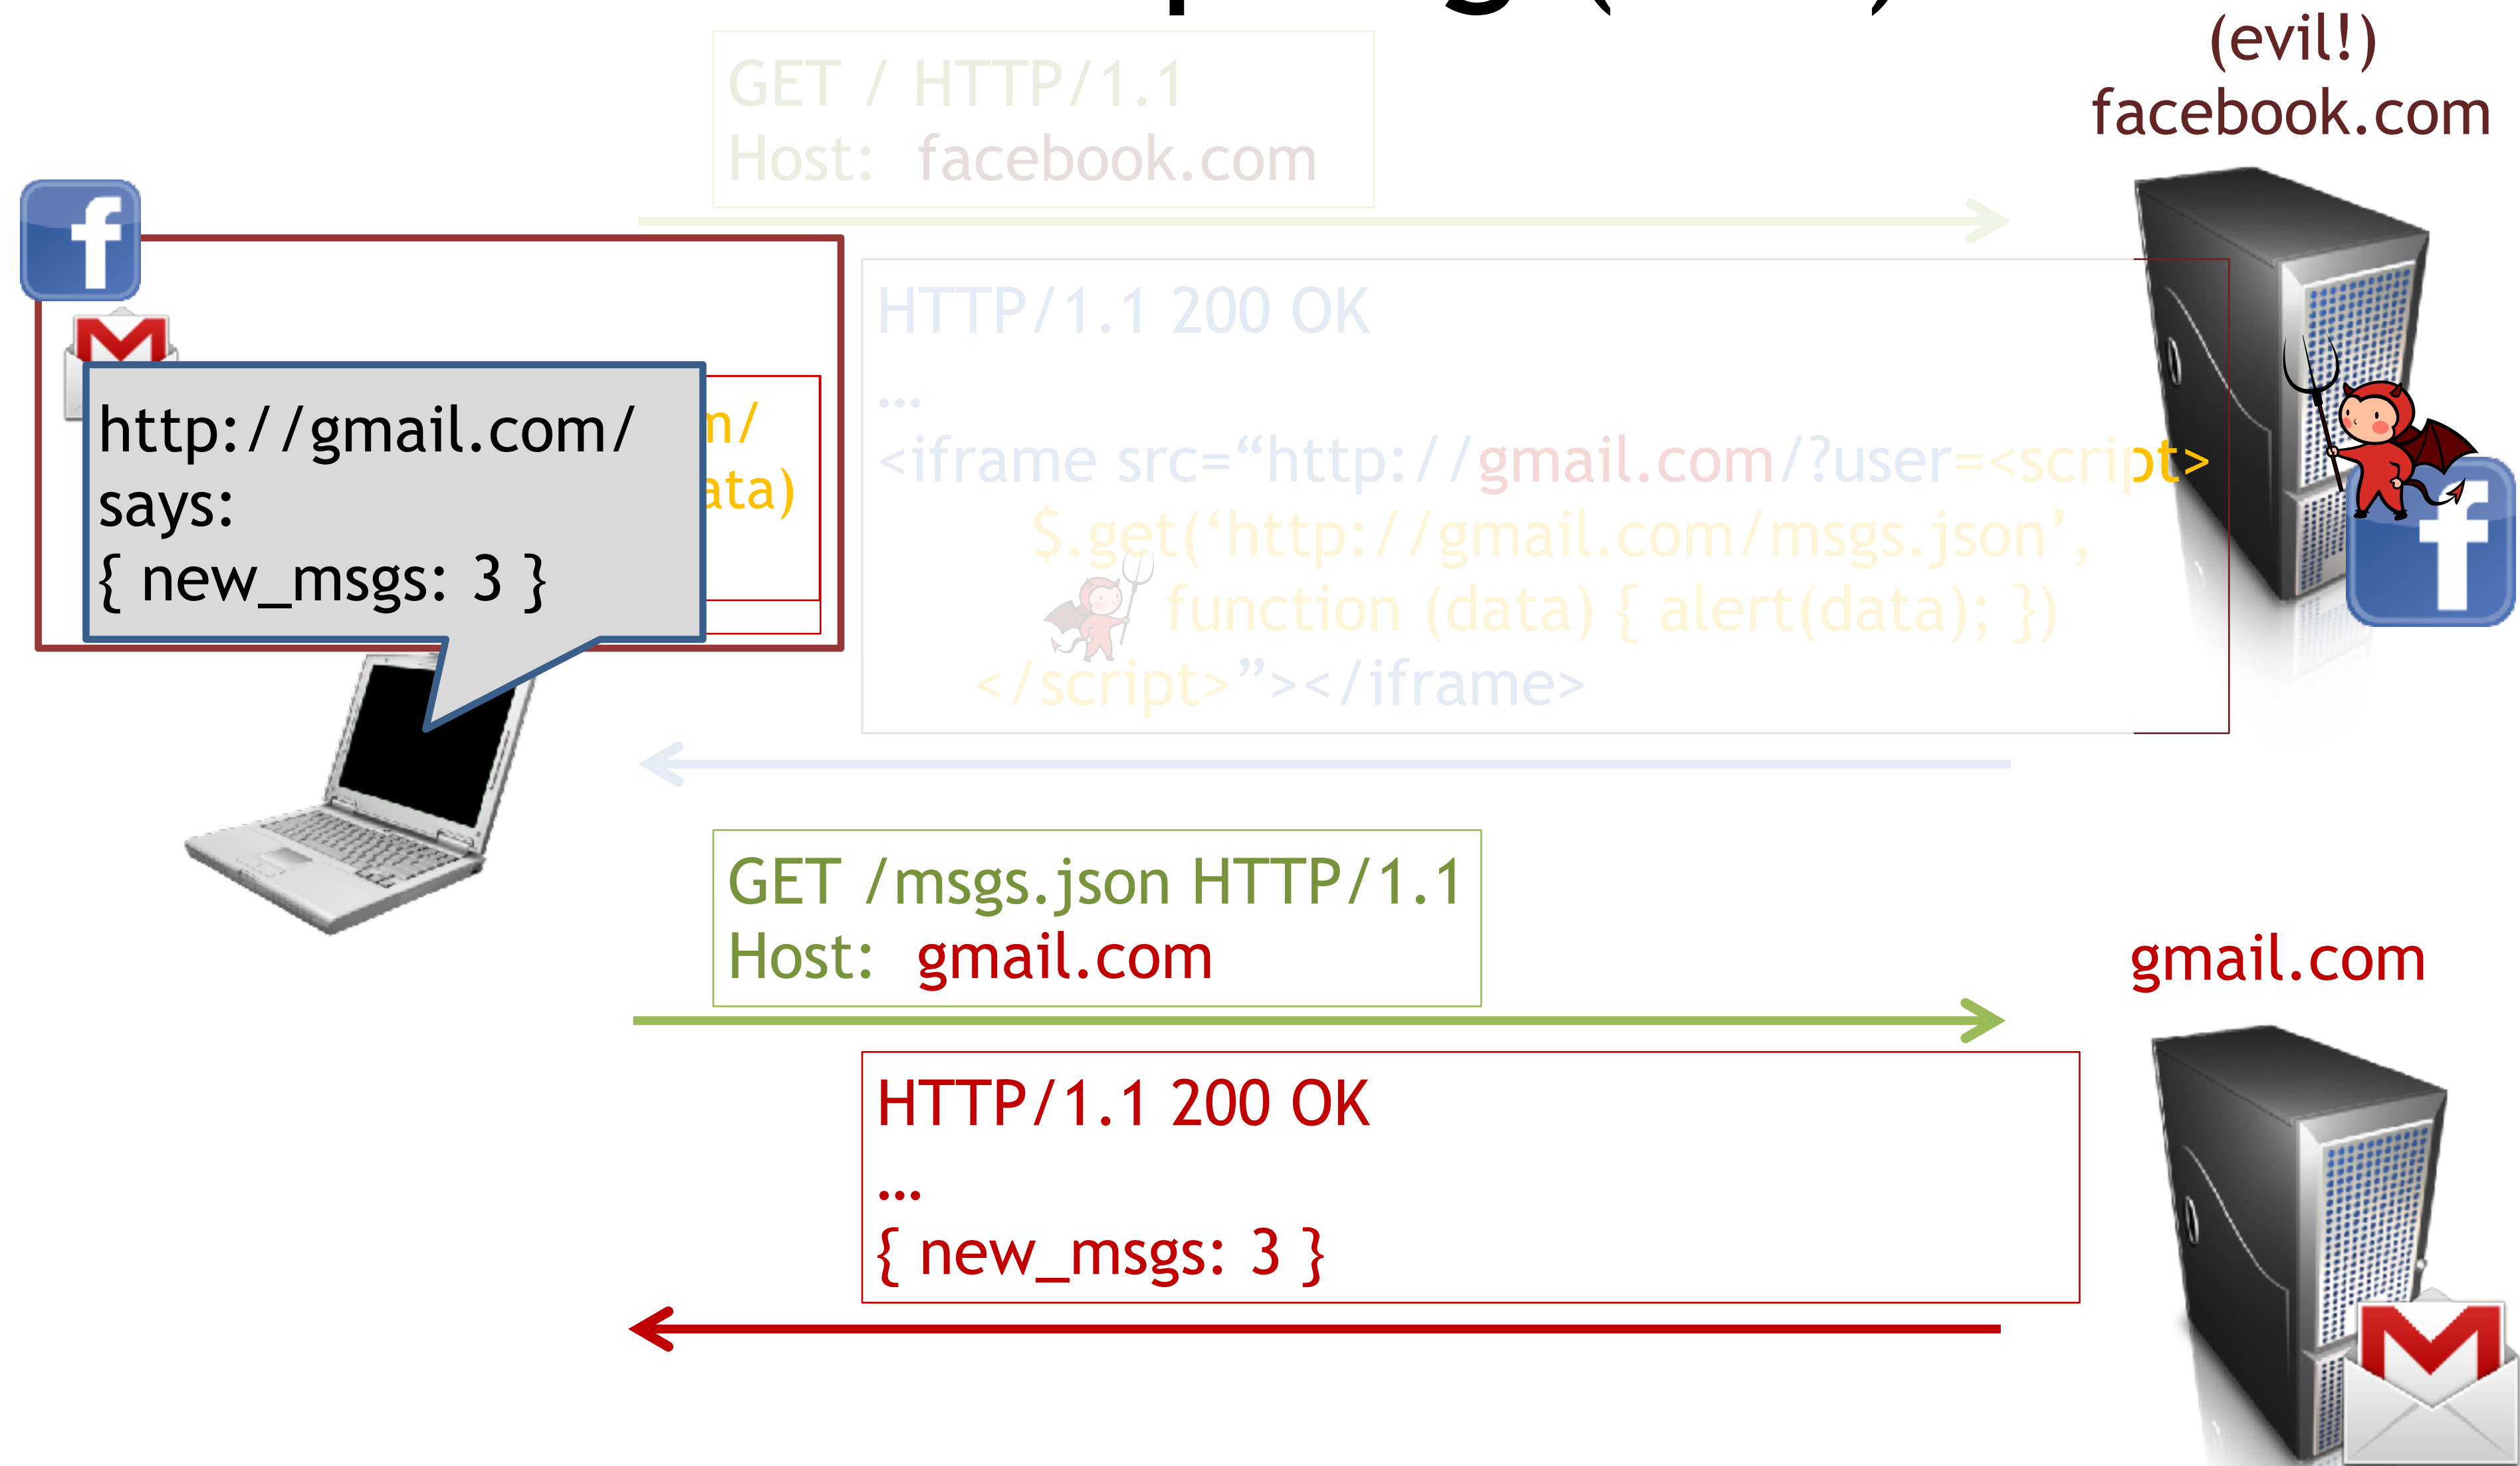 (evil!)
facebook.com
GET / HTTP/1.1
Host: facebook.com
HTTP/1.1 200 OK
...
<iframe src=“http://gmail.com/?user=<script>
$.get(‘http://gmail.com/msgs.json’,
function (data) { alert(data); })
</script>”></iframe>
http://gmail.com/
says:
{ new_msgs: 3 }
GET /msgs.json HTTP/1.1
Host: gmail.com
gmail.com
HTTP/1.1 200 OK
...
{ new_msgs: 3 }